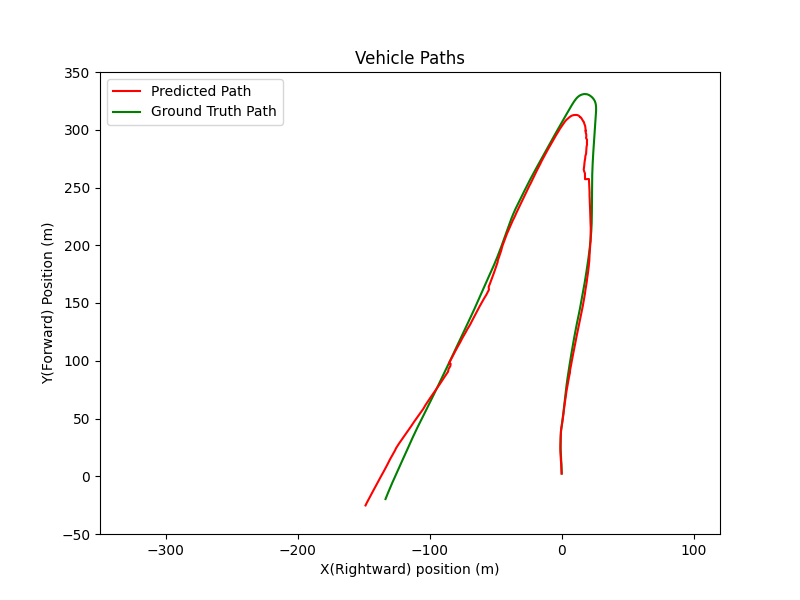 Vehicle Paths
Predicted Path
Ground Truth Path
350
300
250
200
150
100
50
0
−50
Y(Forward) Position (m)
−300
−200
−100
0
100
X(Rightward) position (m)